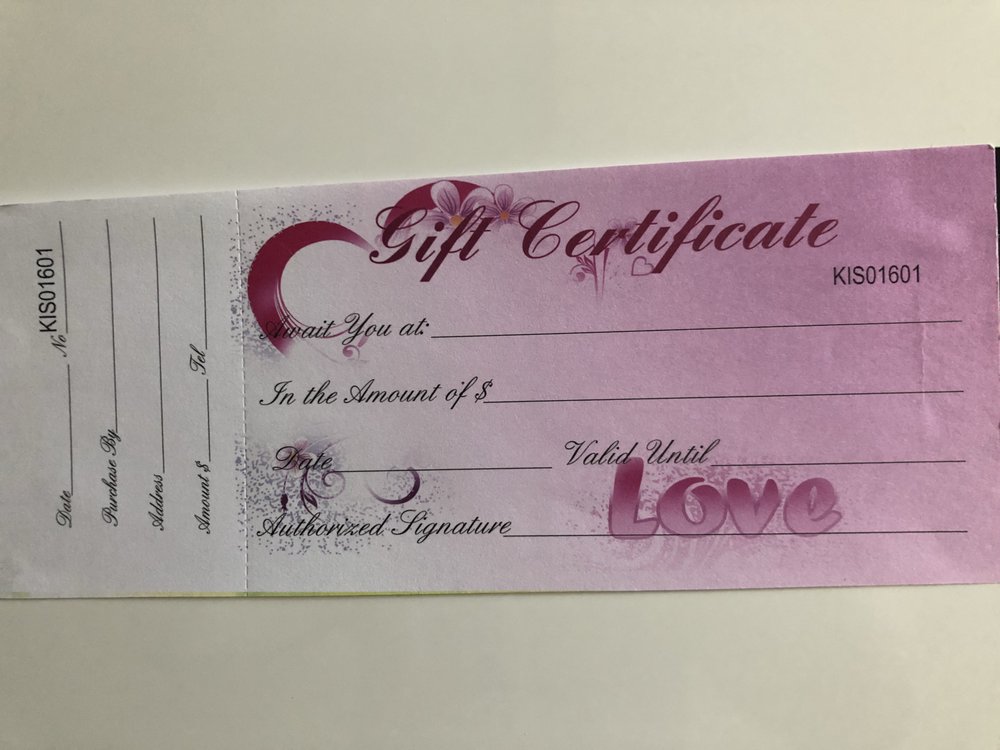 No KIS01601
Date
Purchase By
Address
Amount $ Tel
Gift Certificate
KIS01601
Await You at:
In the Amount of $
Date Valid Until
Love
Authorized Signature